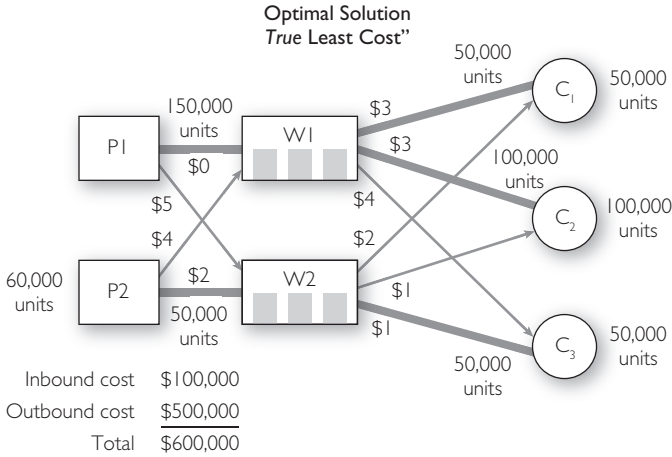 Optimal Solution
True Least Cost”
50,000
units
C1
50,000
units
150,000
units
$3
P1
W1
$3
$0
100,000
units
$5
$4
C2
100,000
units
$4
$2
60,000
units
P2
$2
W2
$1
50,000
units
$1
C3
50,000
units
50,000
units
Inbound cost $100,000
Outbound cost $500,000
Total $600,000